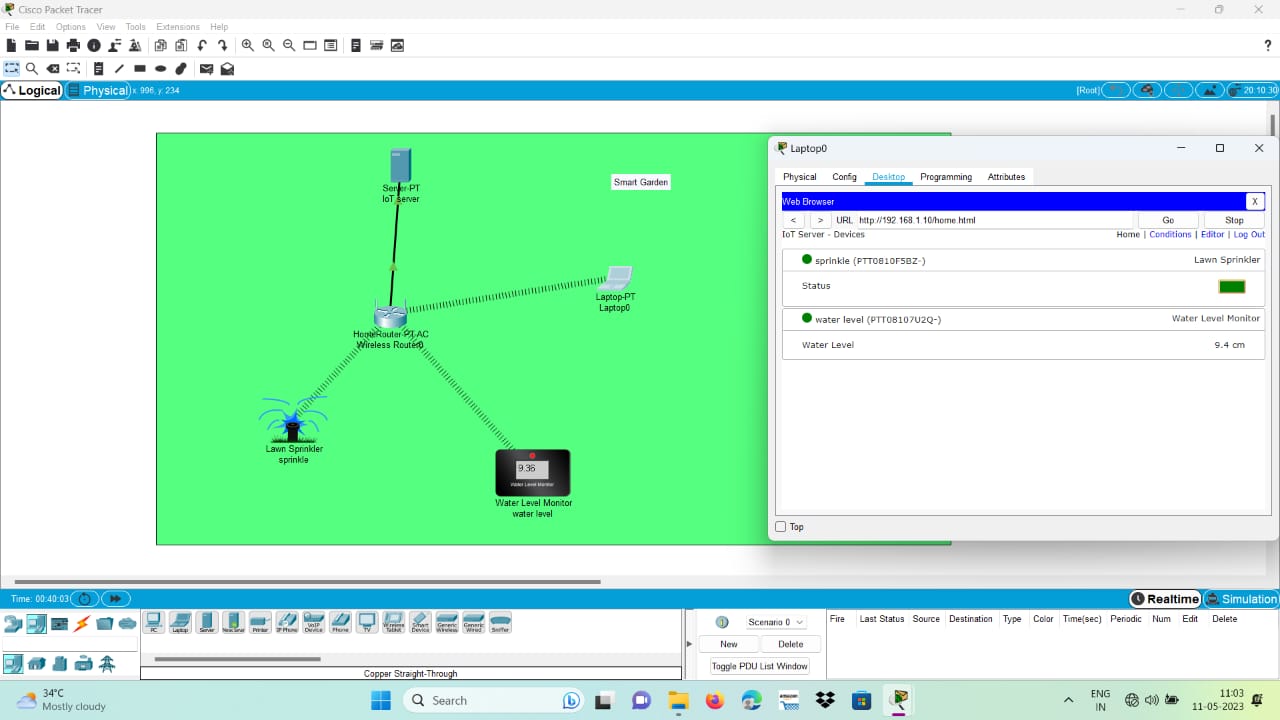 Cisco Packet Tracer
File Edit Options View Tools Extensions Help
?
Logical Physical x: 996, y: 234 [Root] 20:10:30
Server-PT
IoT server
Smart Garden
Laptop-PT
Laptop0
HomeRouter-PT-AC
Wireless Router0
Lawn Sprinkler
sprinkle
9.36
Water Level Monitor
Water Level Monitor
water level
Laptop0
Physical Config Desktop Programming Attributes
Web Browser X
< > URL http://192.168.1.10/home.html Go Stop
IoT Server - Devices Home | Conditions | Editor | Log Out
sprinkle (PTT0810F5BZ-) Lawn Sprinkler
Status
water level (PTT08107U2Q-) Water Level Monitor
Water Level 9.4 cm
Top
Time: 00:40:03 Realtime Simulation
PC Laptop Server Printer IP Phone VoIP Device Phone TV Wireless Tablet Smart Device Generic Wireless Generic Wired Sniffer
Copper Straight-Through
Scenario 0
New Delete
Toggle PDU List Window
Fire Last Status Source Destination Type Color Time(sec) Periodic Num Edit Delete
34°C
Mostly cloudy
Search
ENG
IN
11:03
11-05-2023